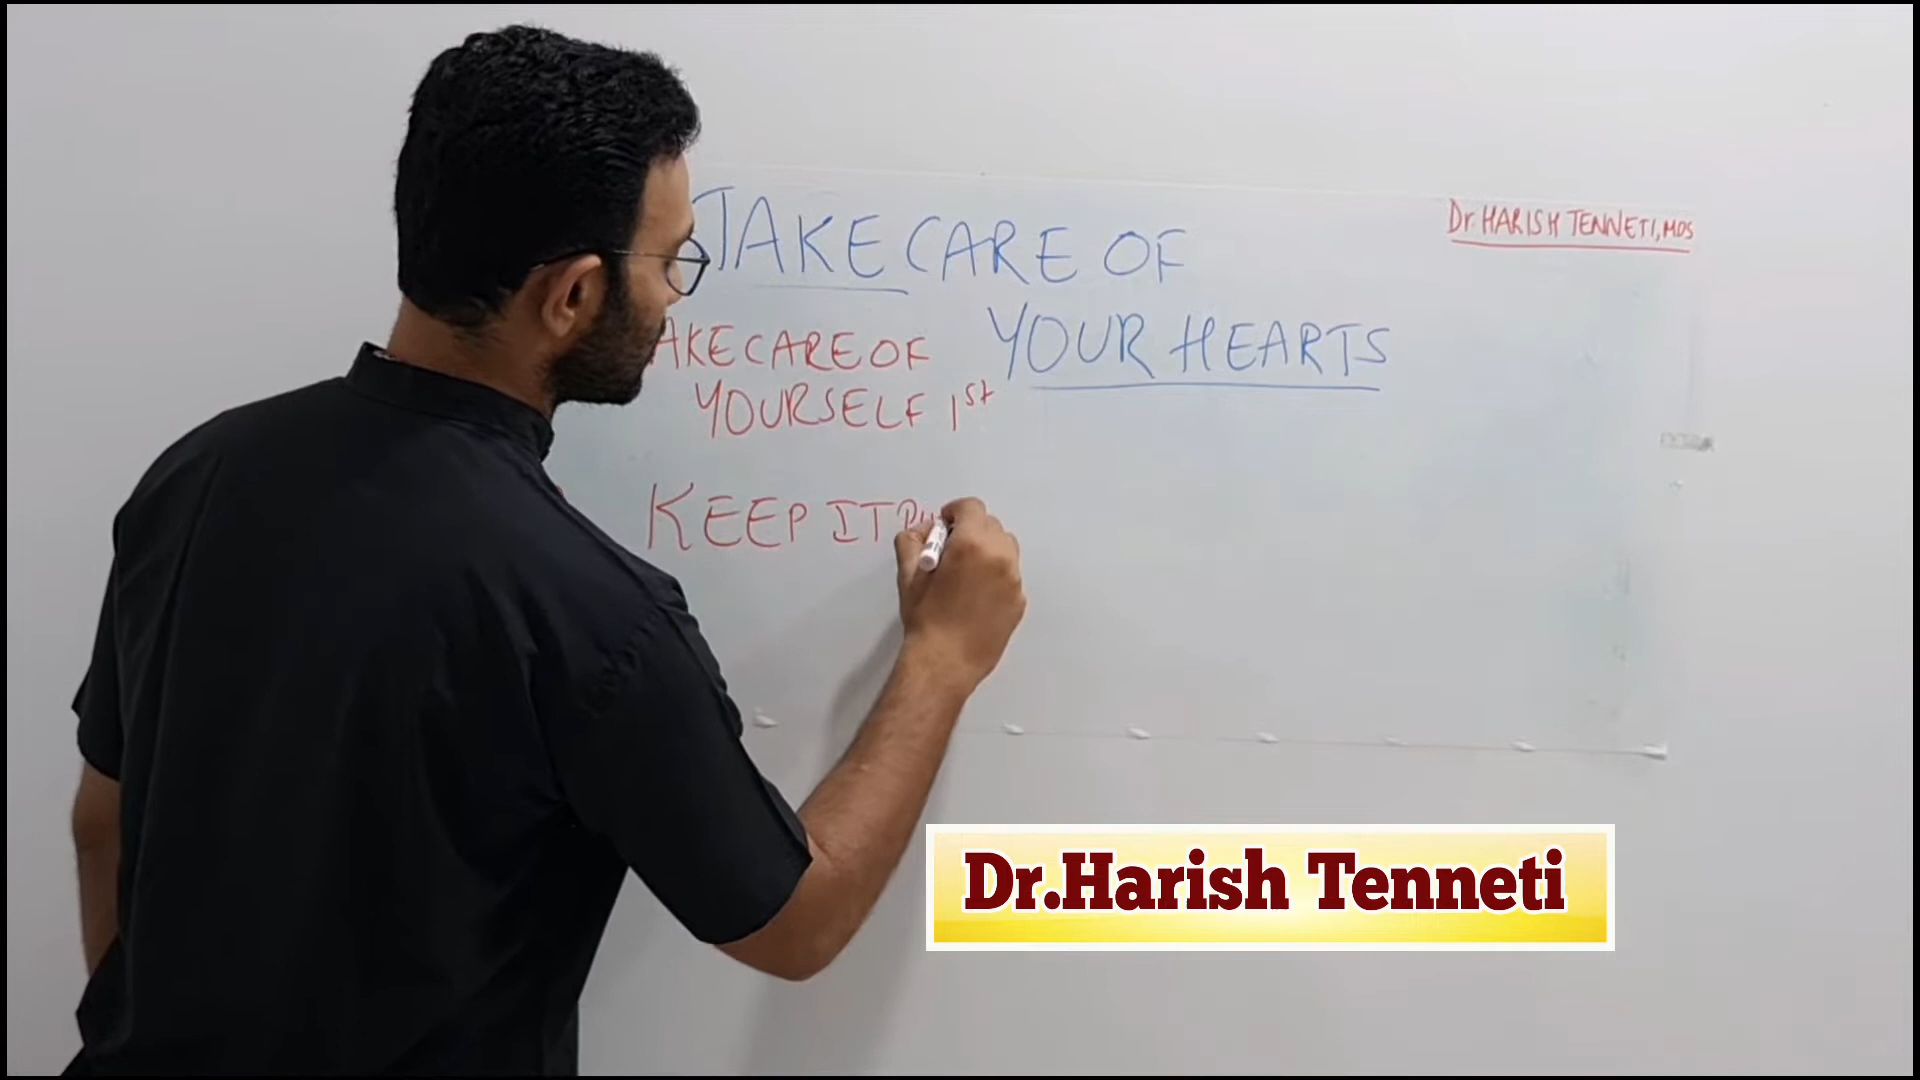 TAKE CARE OF
Dr. HARISH TENNETI, MDS
YOUR HEARTS
AKE CARE OF
YOURSELF 1st
KEEP IT
Dr.Harish Tenneti